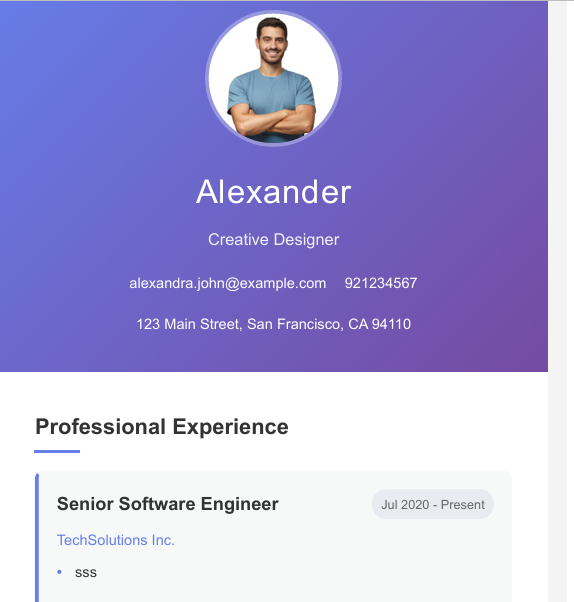 Alexander
Creative Designer
alexandra.john@example.com 921234567
123 Main Street, San Francisco, CA 94110
Professional Experience
Senior Software Engineer Jul 2020 - Present
TechSolutions Inc.
• sss